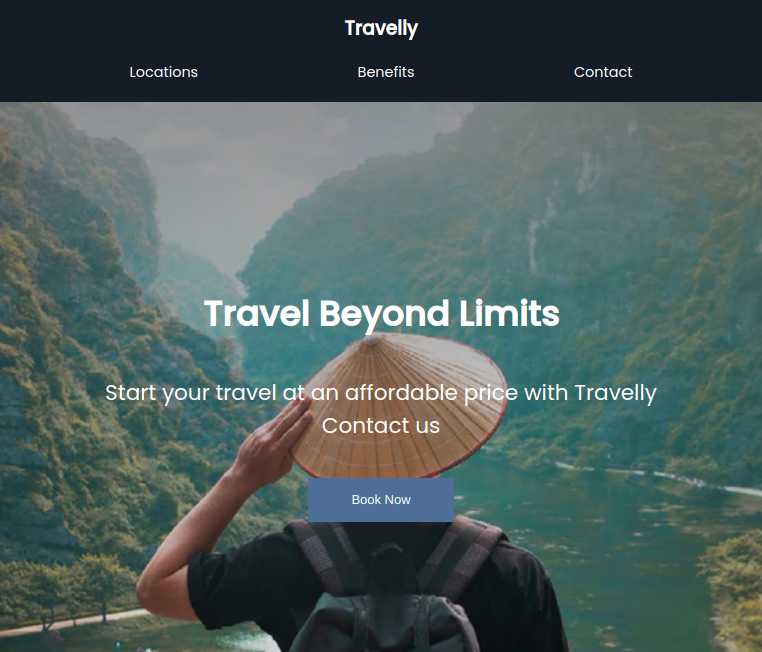 Travelly
Locations Benefits Contact
Travel Beyond Limits
Start your travel at an affordable price with Travelly
Contact us
Book Now